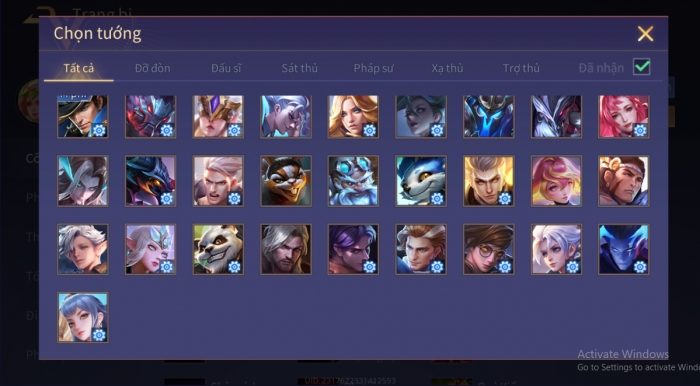 Trang bị
Chọn tướng
Tất cả
Đỡ đòn
Đấu sĩ
Sát thủ
Pháp sư
Xạ thủ
Trợ thủ
Đã nhận
Activate Windows
Go to Settings to activate Wind